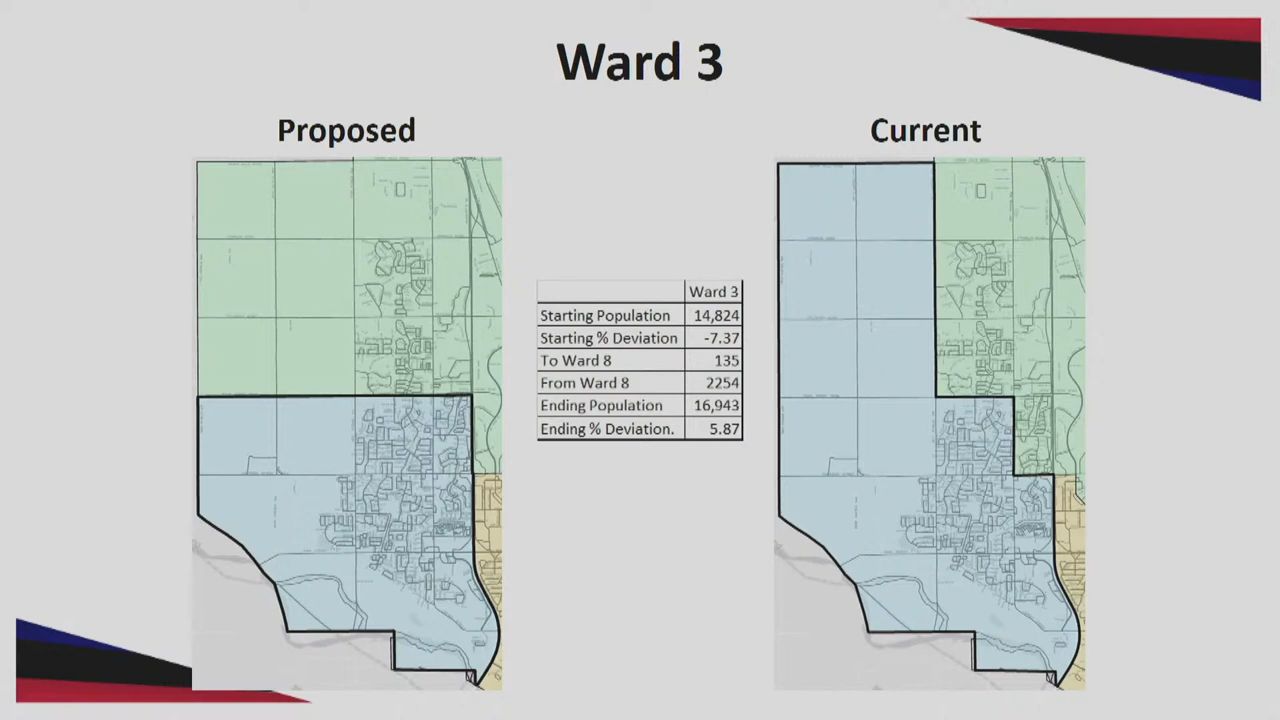 Ward 3
Proposed
Current
Ward 3
Starting Population 14,824
Starting % Deviation -7.37
To Ward 8 135
From Ward 8 2254
Ending Population 16,943
Ending % Deviation. 5.87